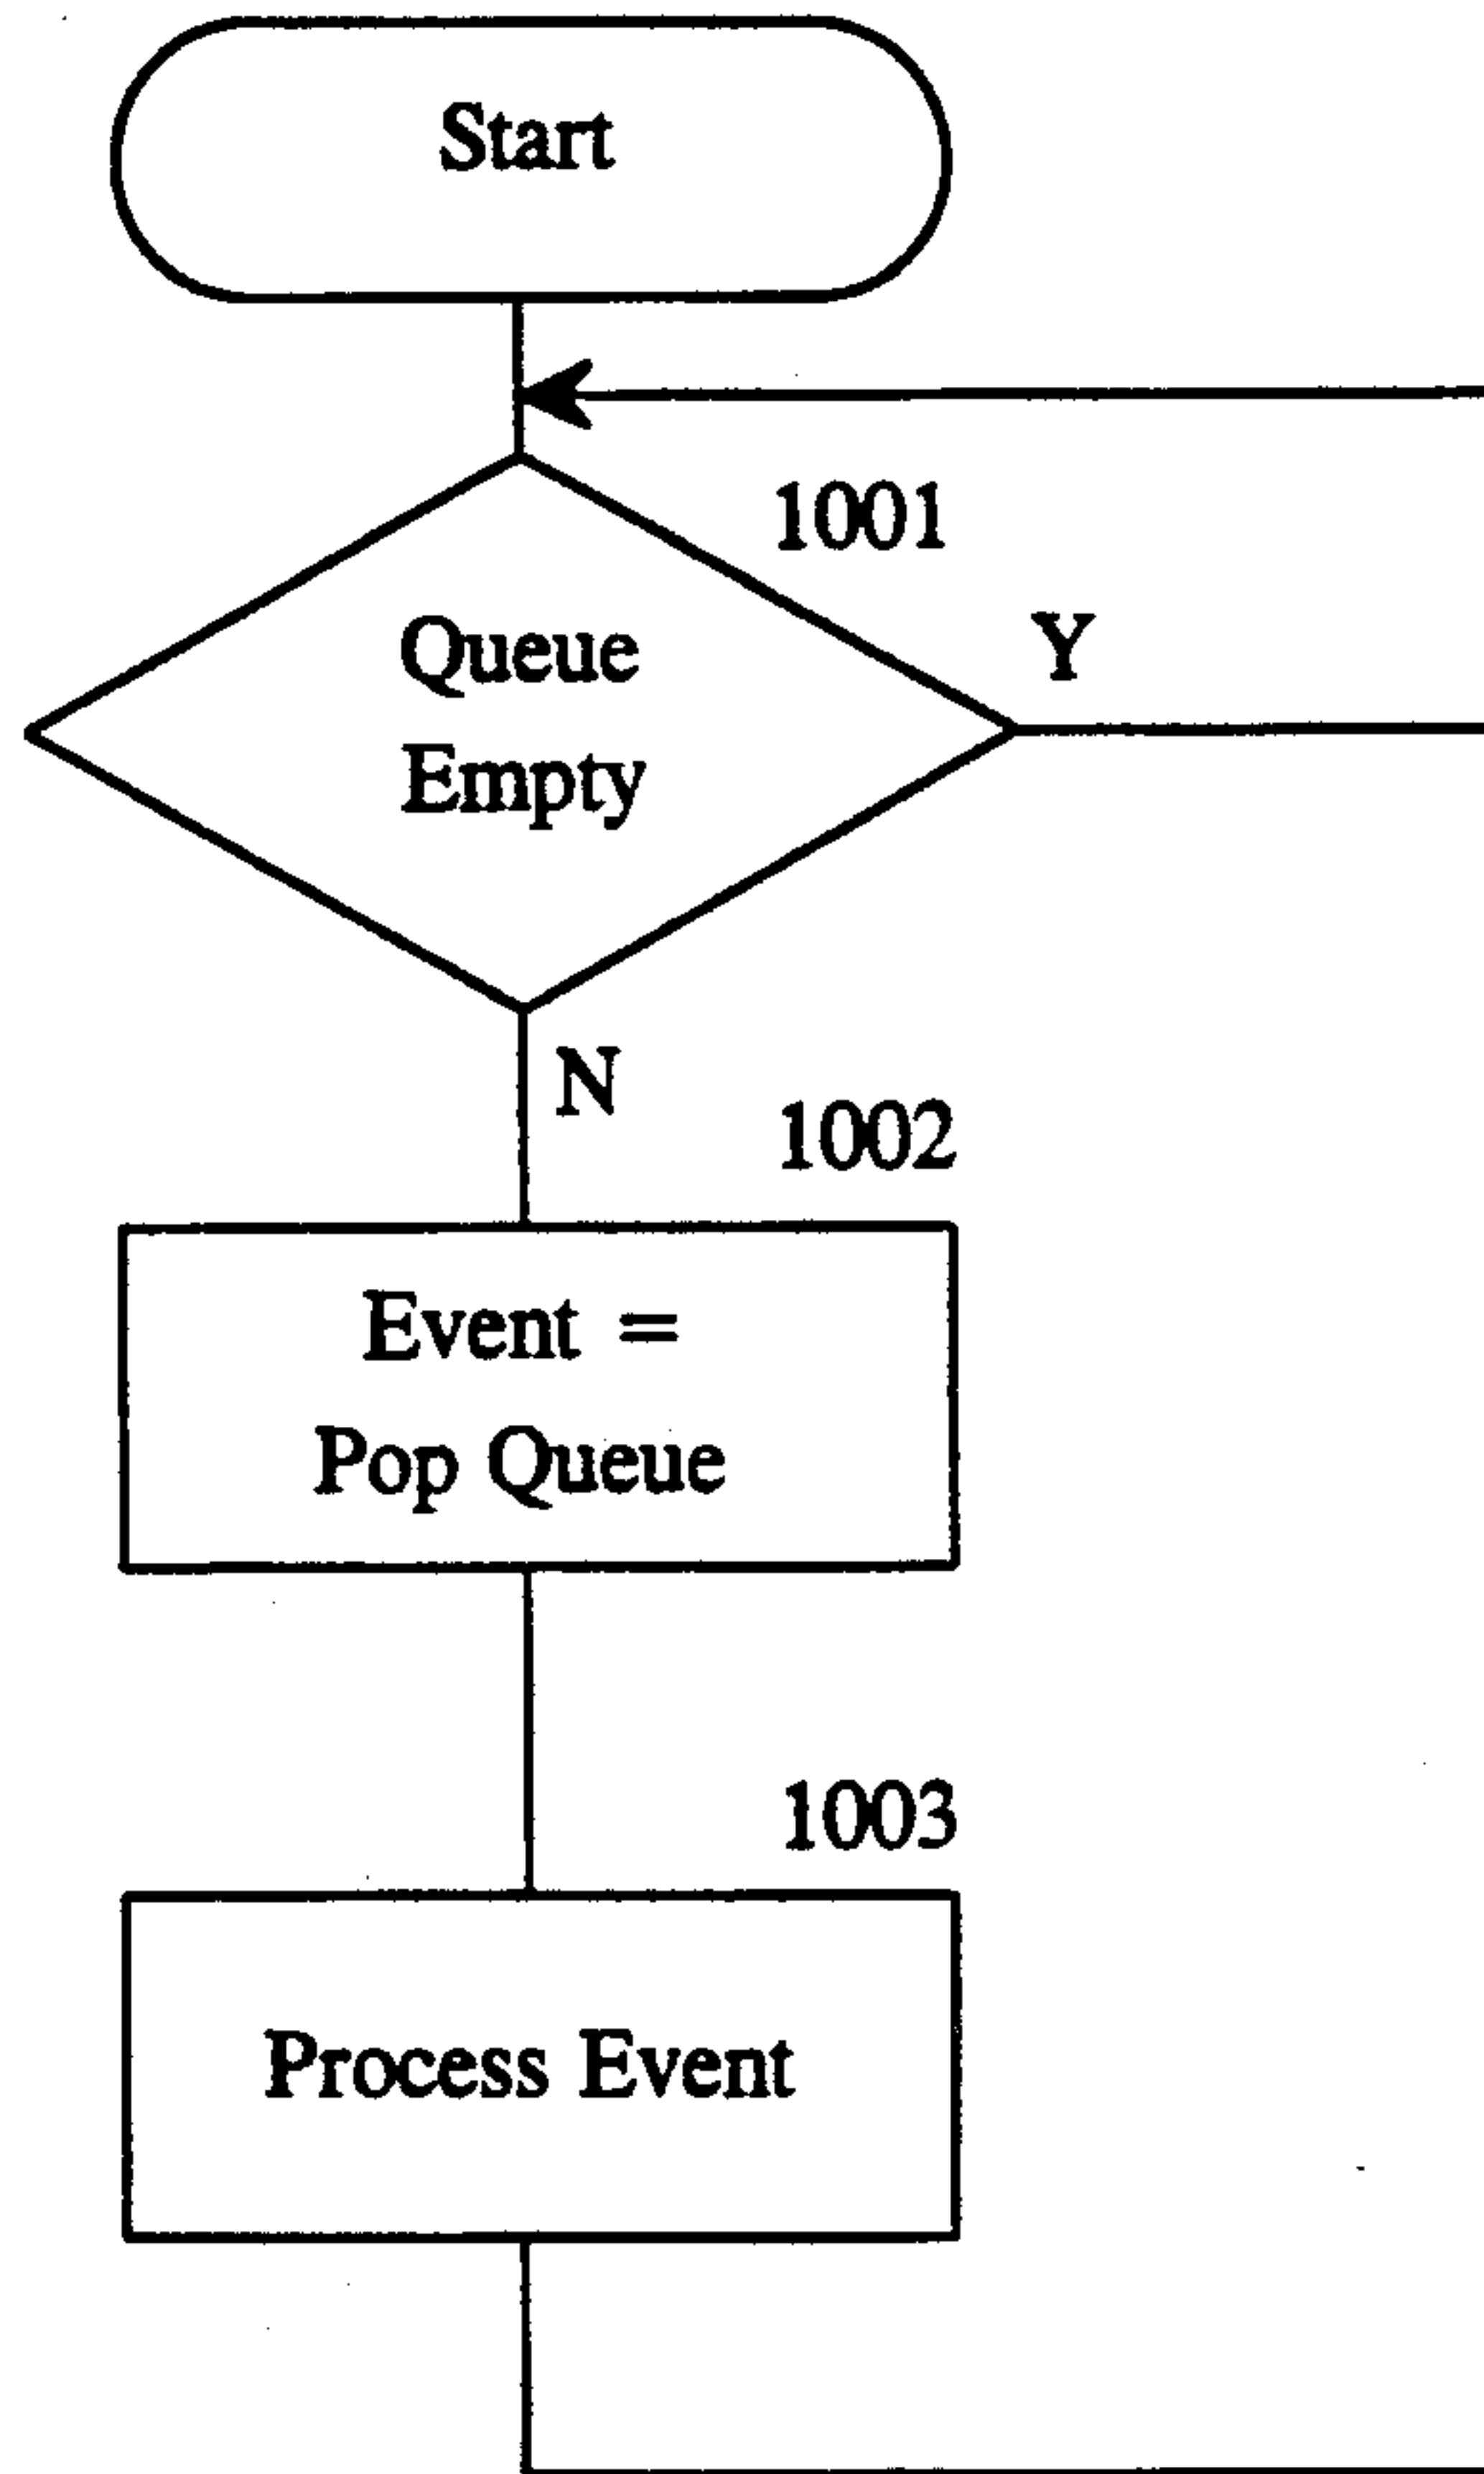 Start
1001
Queue
Empty
Y
N
1002
Event =
Pop Queue
1003
Process Event